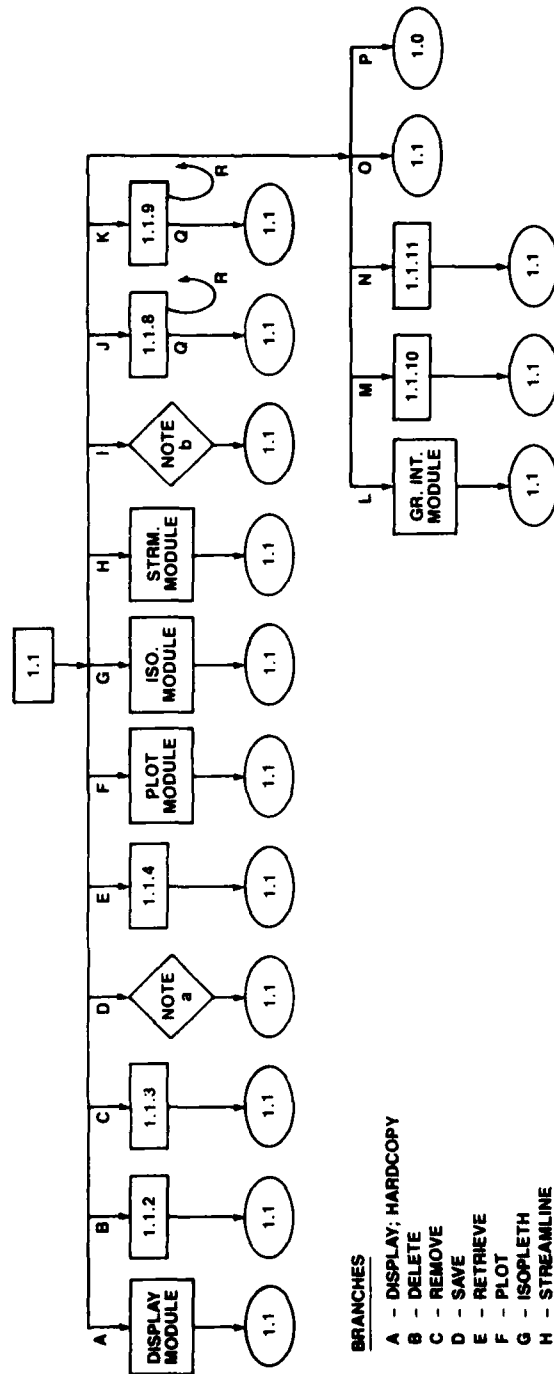 1.1
A
B
C
D
E
F
G
H
I
J
K
DISPLAY
MODULE
1.1.2
1.1.3
NOTE
a
1.1.4
PLOT
MODULE
ISO.
MODULE
STRM.
MODULE
NOTE
b
1.1.8
1.1.9
Q
R
Q
R
1.1
1.1
1.1
1.1
1.1
1.1
1.1
1.1
1.1
1.1
1.1
L
M
N
O
P
GR. INT.
MODULE
1.1.10
1.1.11
1.1
1.0
1.1
1.1
1.1
BRANCHES
A - DISPLAY; HARDCOPY
B - DELETE
C - REMOVE
D - SAVE
E - RETRIEVE
F - PLOT
G - ISOPLETH
H - STREAMLINE